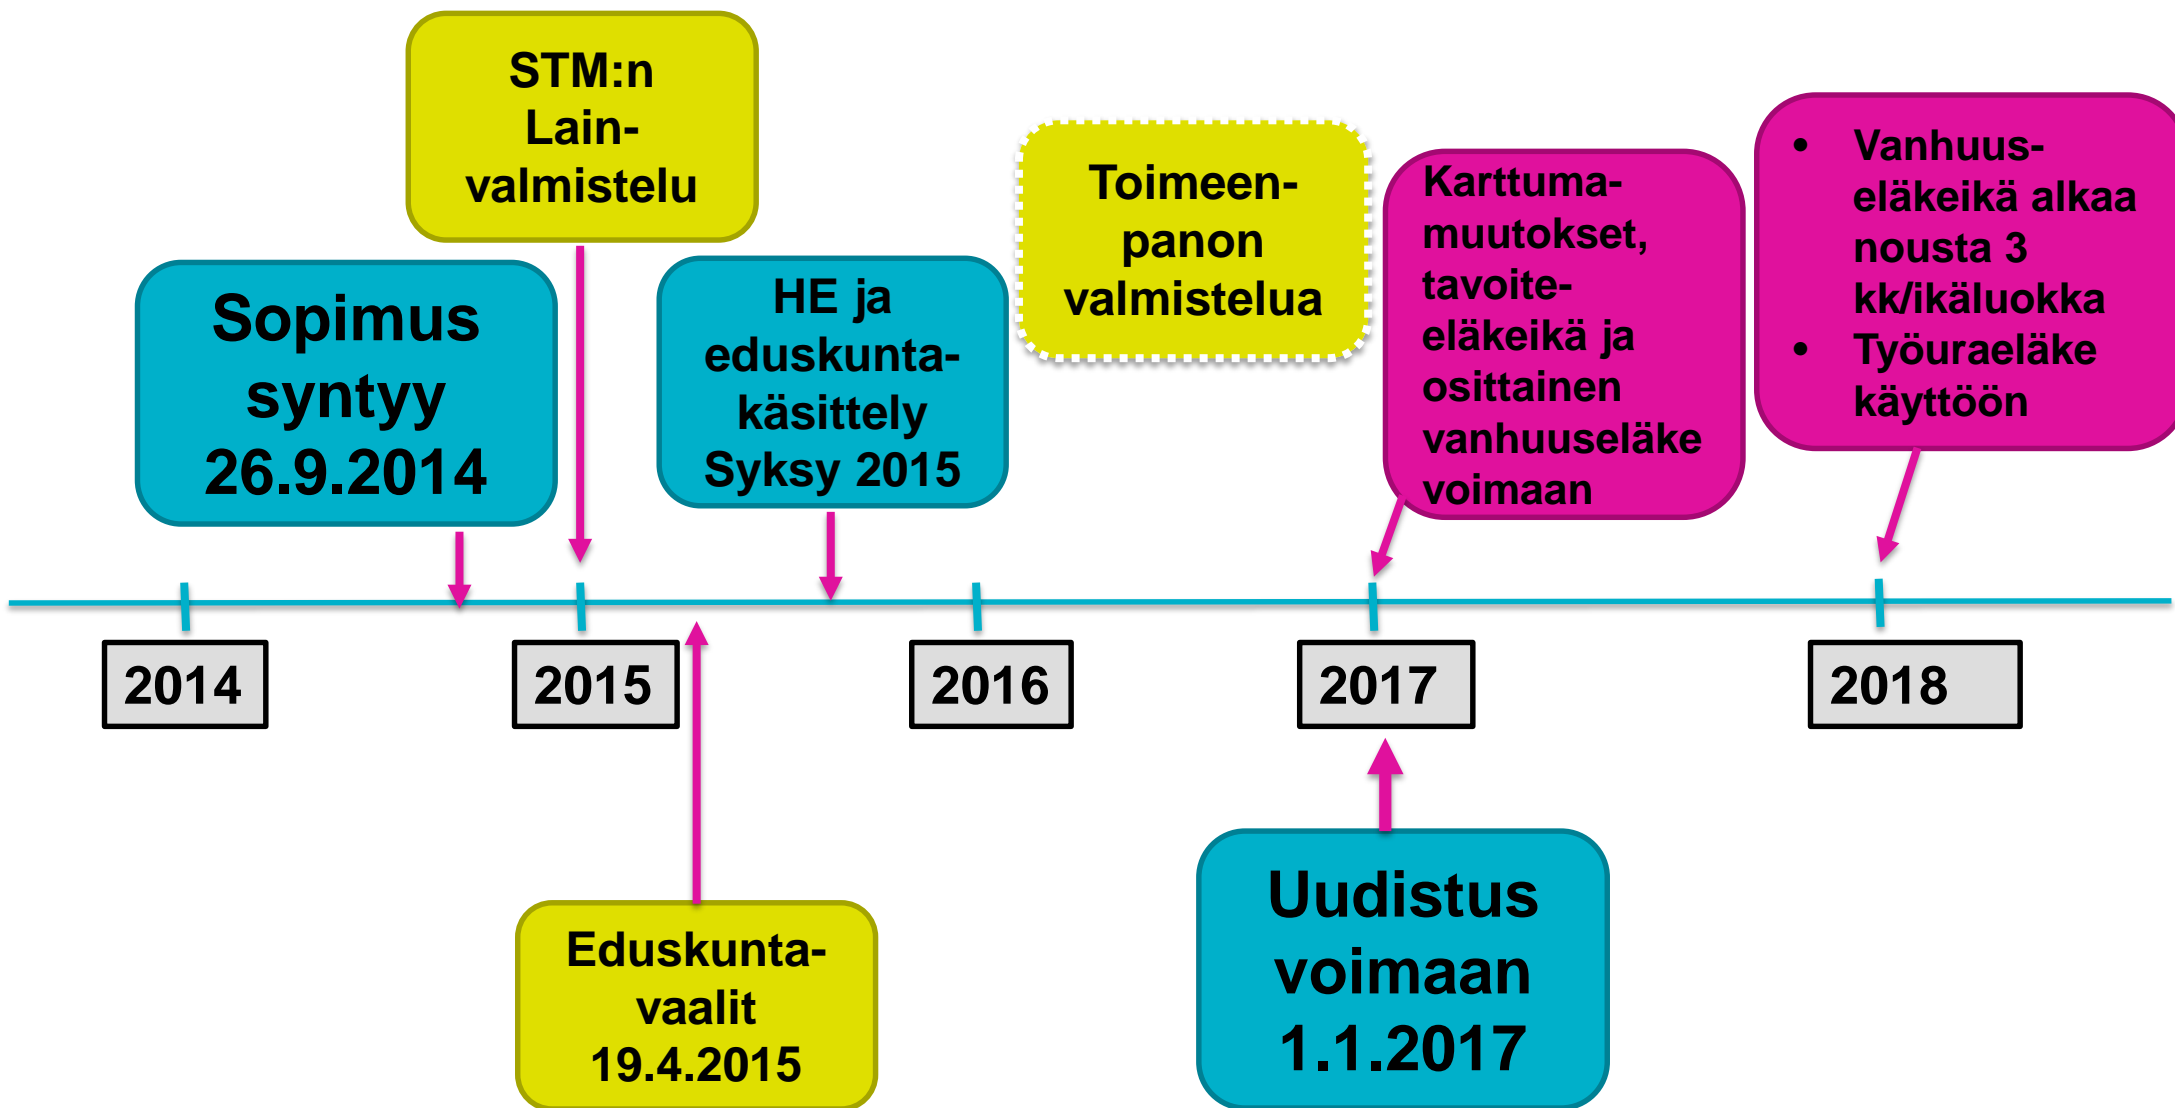 STM:n
Lain-
valmistelu
Sopimus
syntyy
26.9.2014
HE ja
eduskunta-
käsittely
Syksy 2015
Toimeen-
panon
valmistelua
Karttuma-
muutokset,
tavoite-
eläkeikä ja
osittainen
vanhuuseläke
voimaan
• Vanhuus-
eläkeikä alkaa
nousta 3
kk/ikäluokka
• Työuraeläke
käyttöön
2014
2015
2016
2017
2018
Eduskunta-
vaalit
19.4.2015
Uudistus
voimaan
1.1.2017